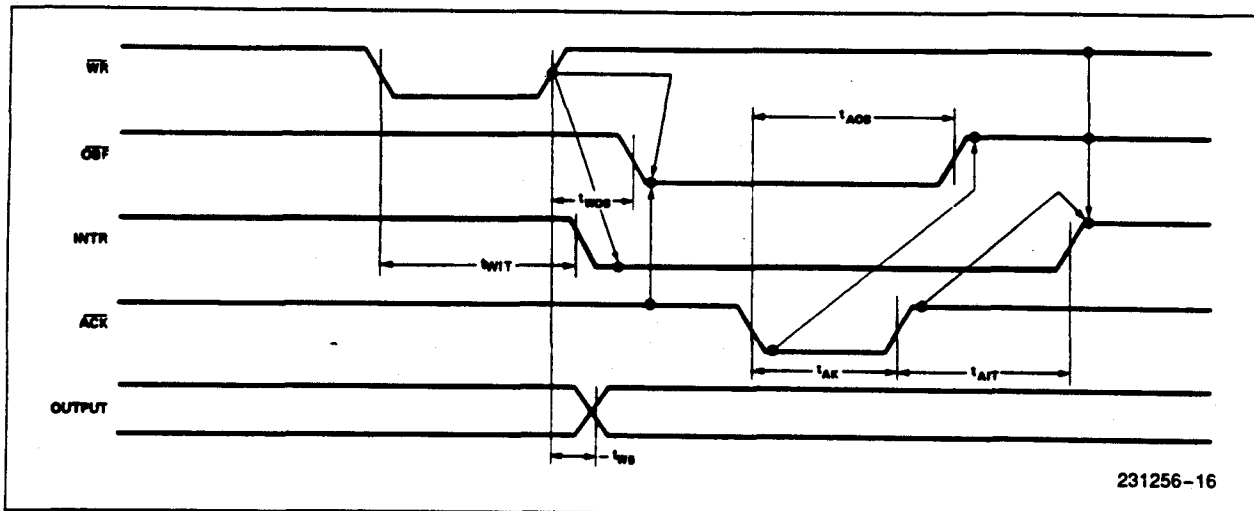 WR
OBF
INTR
ACK
OUTPUT
tAOB
tWOB
tWIT
tAK
tAIT
tWB
231256-16